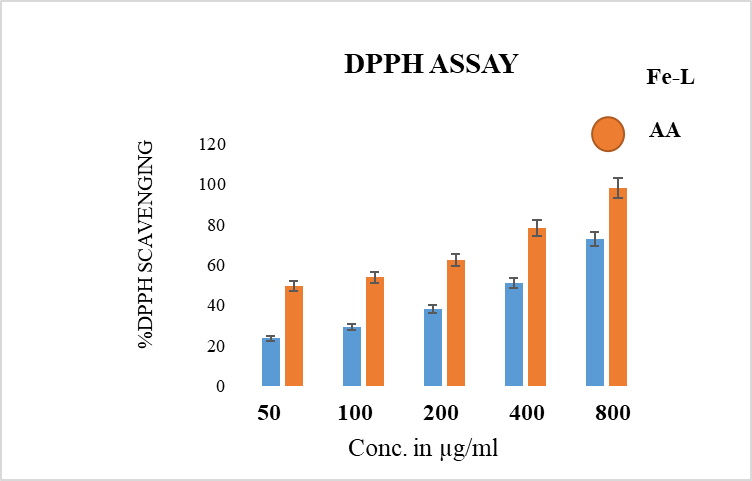 DPPH ASSAY
Fe-L
AA
%DPPH SCAVENGING
120
100
80
60
40
20
0
50 100 200 400 800
Conc. in µg/ml